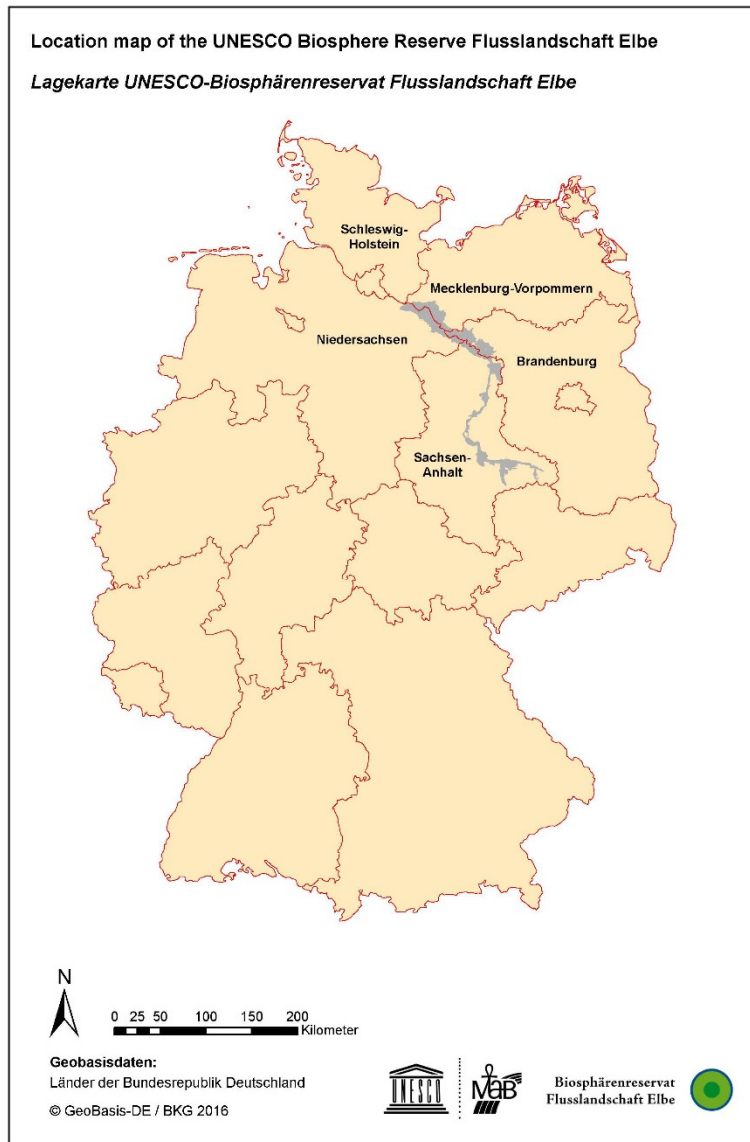 Location map of the UNESCO Biosphere Reserve Flusslandschaft Elbe
Lagekarte UNESCO-Biosphärenreservat Flusslandschaft Elbe
Schleswig-
Holstein
Mecklenburg-Vorpommern
Niedersachsen
Brandenburg
Sachsen-
Anhalt
N
0 25 50 100 150 200
Kilometer
Geobasisdaten:
Länder der Bundesrepublik Deutschland
© GeoBasis-DE / BKG 2016
UNESCO
MaB
Biosphärenreservat
Flusslandschaft Elbe